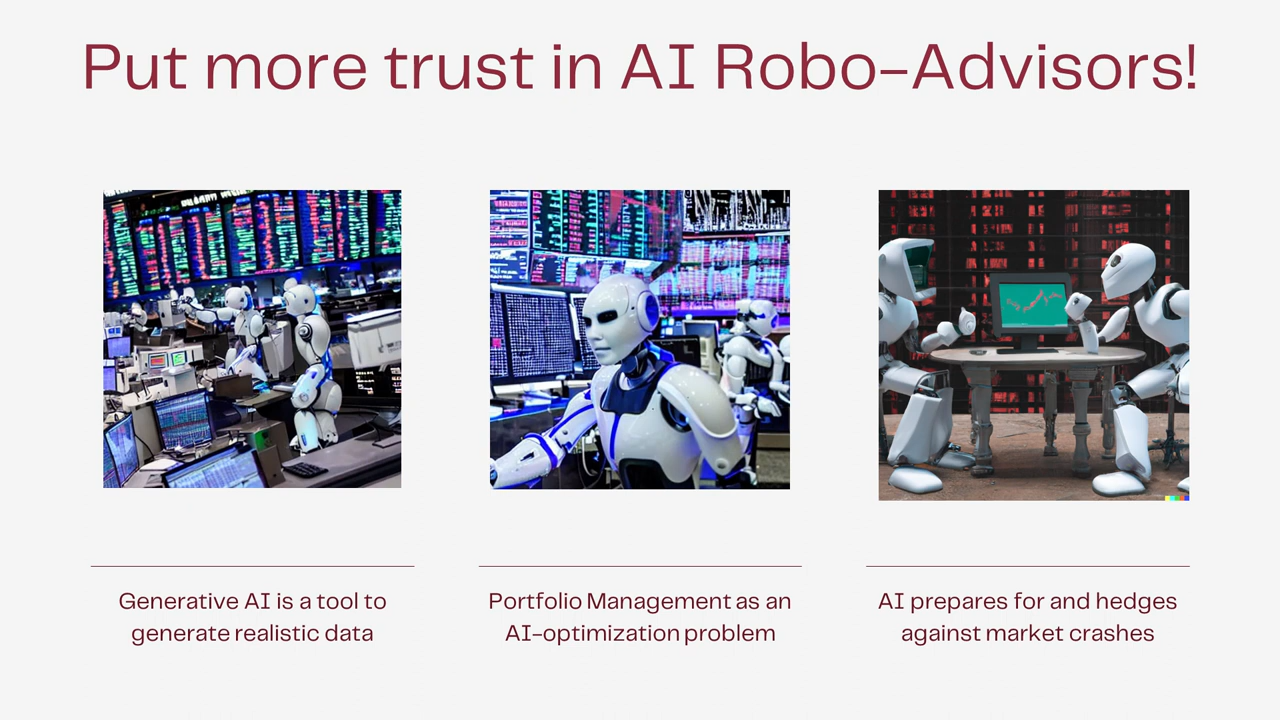 Put more trust in AI Robo-Advisors!
Generative AI is a tool to
generate realistic data
Portfolio Management as an
AI-optimization problem
AI prepares for and hedges
against market crashes